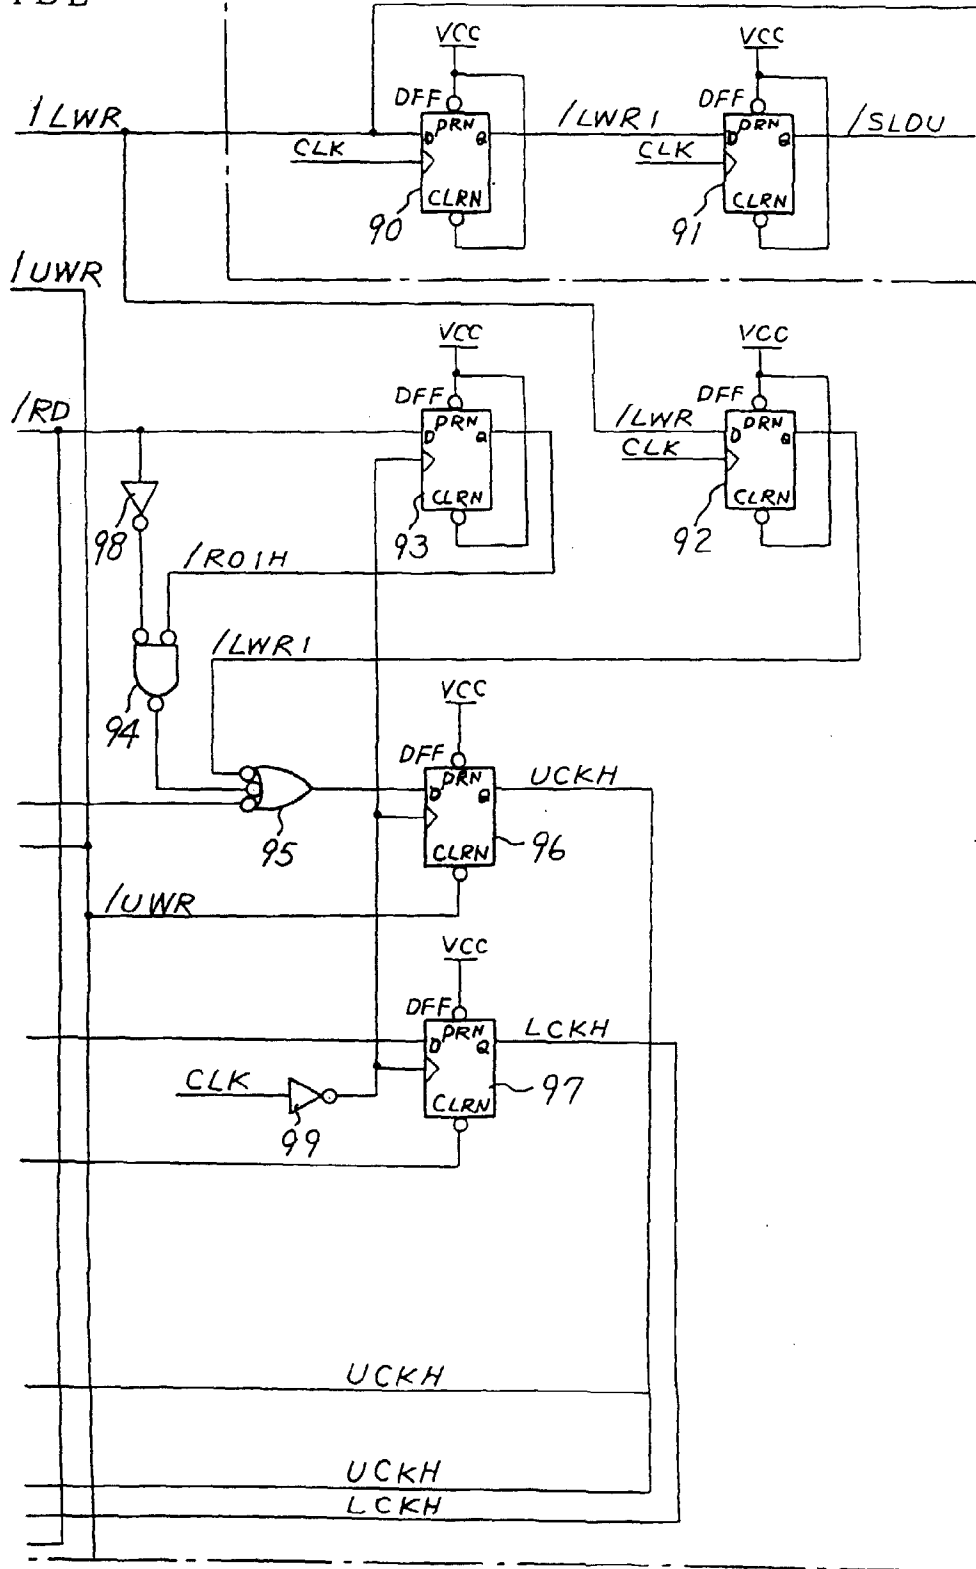 VCC VCC
DFF DFF
/LWR D PRN Q /LWR1 D PRN Q /SLDU
CLK CLK
CLRN CLRN
90 91
/UWR
VCC VCC
DFF DFF
/RD D PRN Q /LWR D PRN Q
CLK
CLRN CLRN
98 93 92
/RO1H
/LWR1
94 VCC
DFF
D PRN Q UCKH
95 CLRN 96
/UWR
VCC
DFF
D PRN Q LCKH
CLK CLRN 97
99
UCKH
UCKH
LCKH